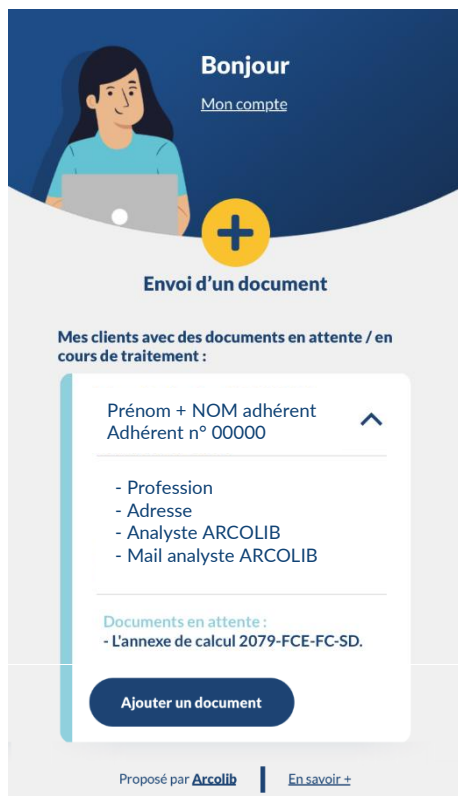 Bonjour
Mon compte
Envoi d'un document
Mes clients avec des documents en attente / en
cours de traitement :
Prénom + NOM adhérent
Adhérent n° 00000
- Profession
- Adresse
- Analyste ARCOLIB
- Mail analyste ARCOLIB
Documents en attente :
- L'annexe de calcul 2079-FCE-FC-SD.
Ajouter un document
Proposé par Arcolib
En savoir +